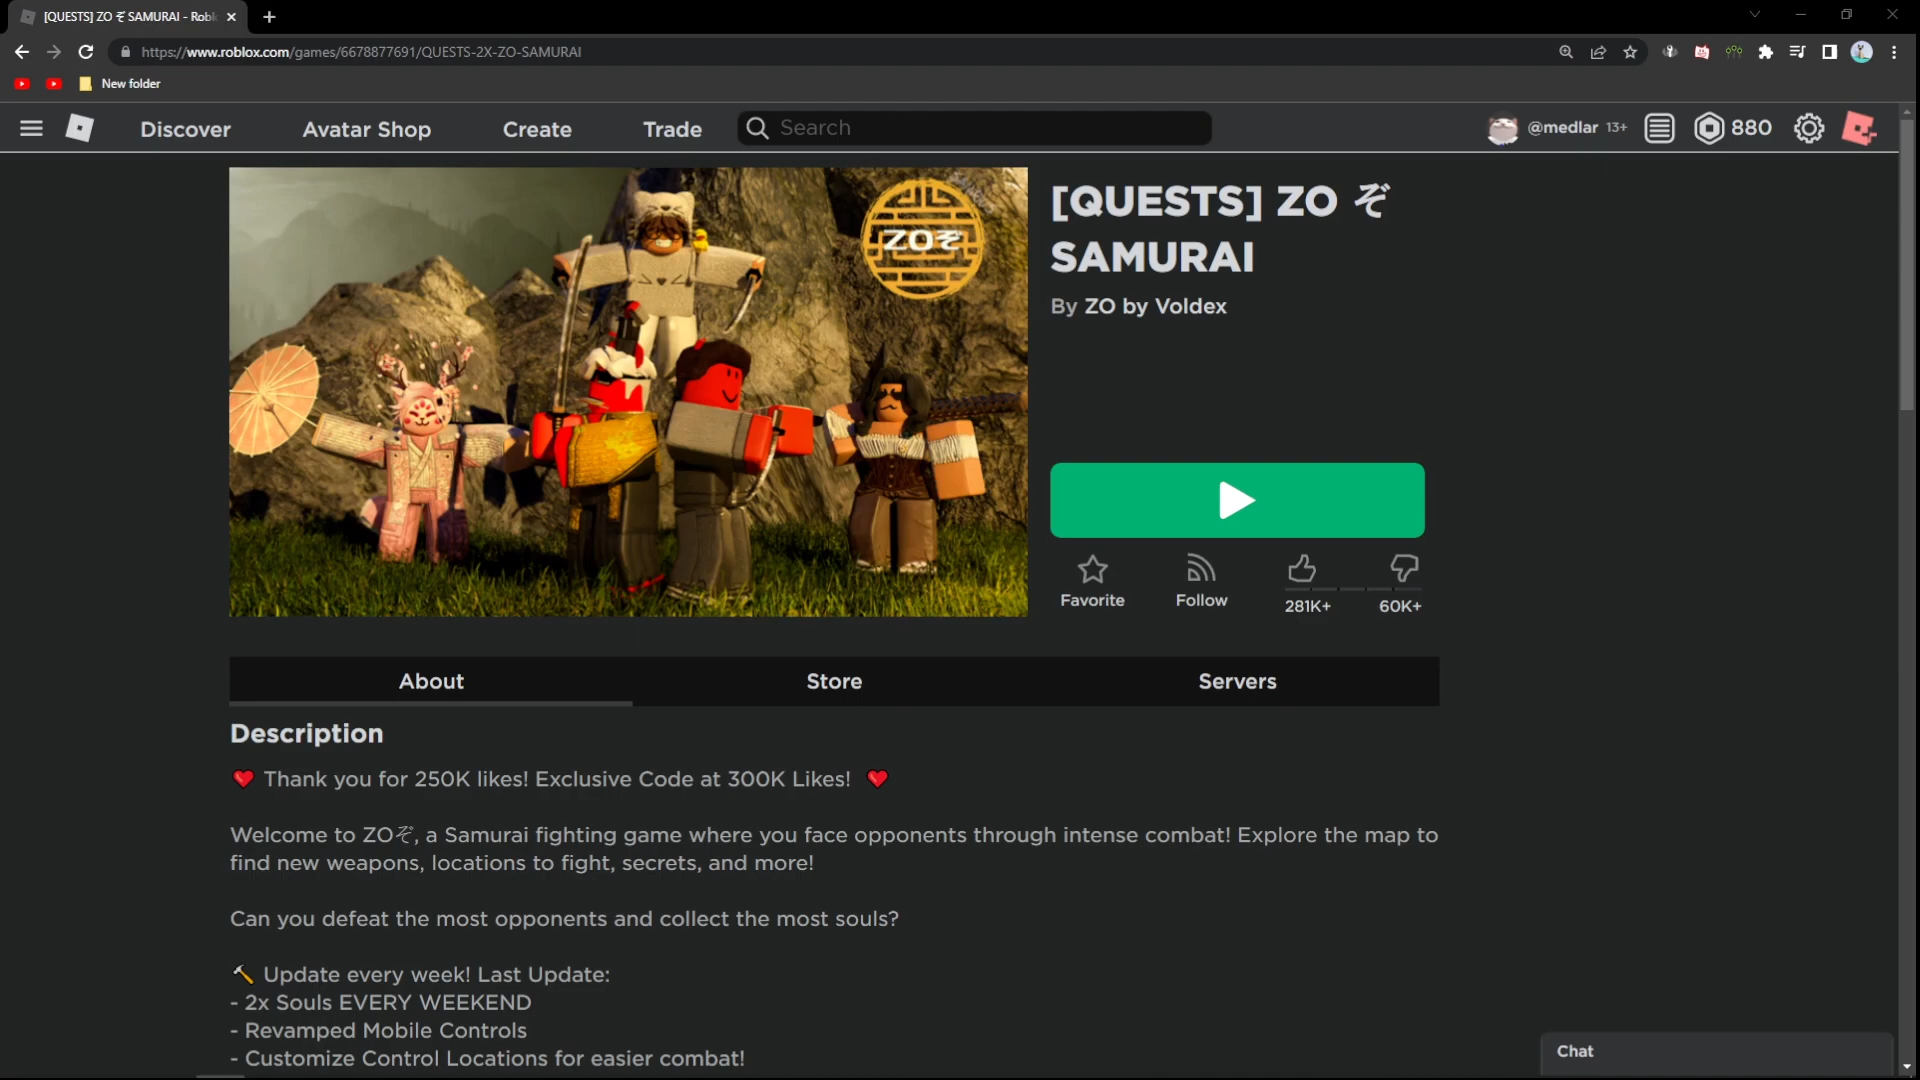 [QUESTS] ZO ぞ SAMURAI - Robl
https://www.roblox.com/games/6678877691/QUESTS-2X-ZO-SAMURAI
New folder
Discover
Avatar Shop
Create
Trade
Search
@medlar 13+
880
ZOぞ
[QUESTS] ZO ぞ
SAMURAI
By ZO by Voldex
Favorite
Follow
281K+
60K+
About
Store
Servers
Description
Thank you for 250K likes! Exclusive Code at 300K Likes!
Welcome to ZOぞ, a Samurai fighting game where you face opponents through intense combat! Explore the map to
find new weapons, locations to fight, secrets, and more!
Can you defeat the most opponents and collect the most souls?
Update every week! Last Update:
- 2x Souls EVERY WEEKEND
- Revamped Mobile Controls
- Customize Control Locations for easier combat!
Chat